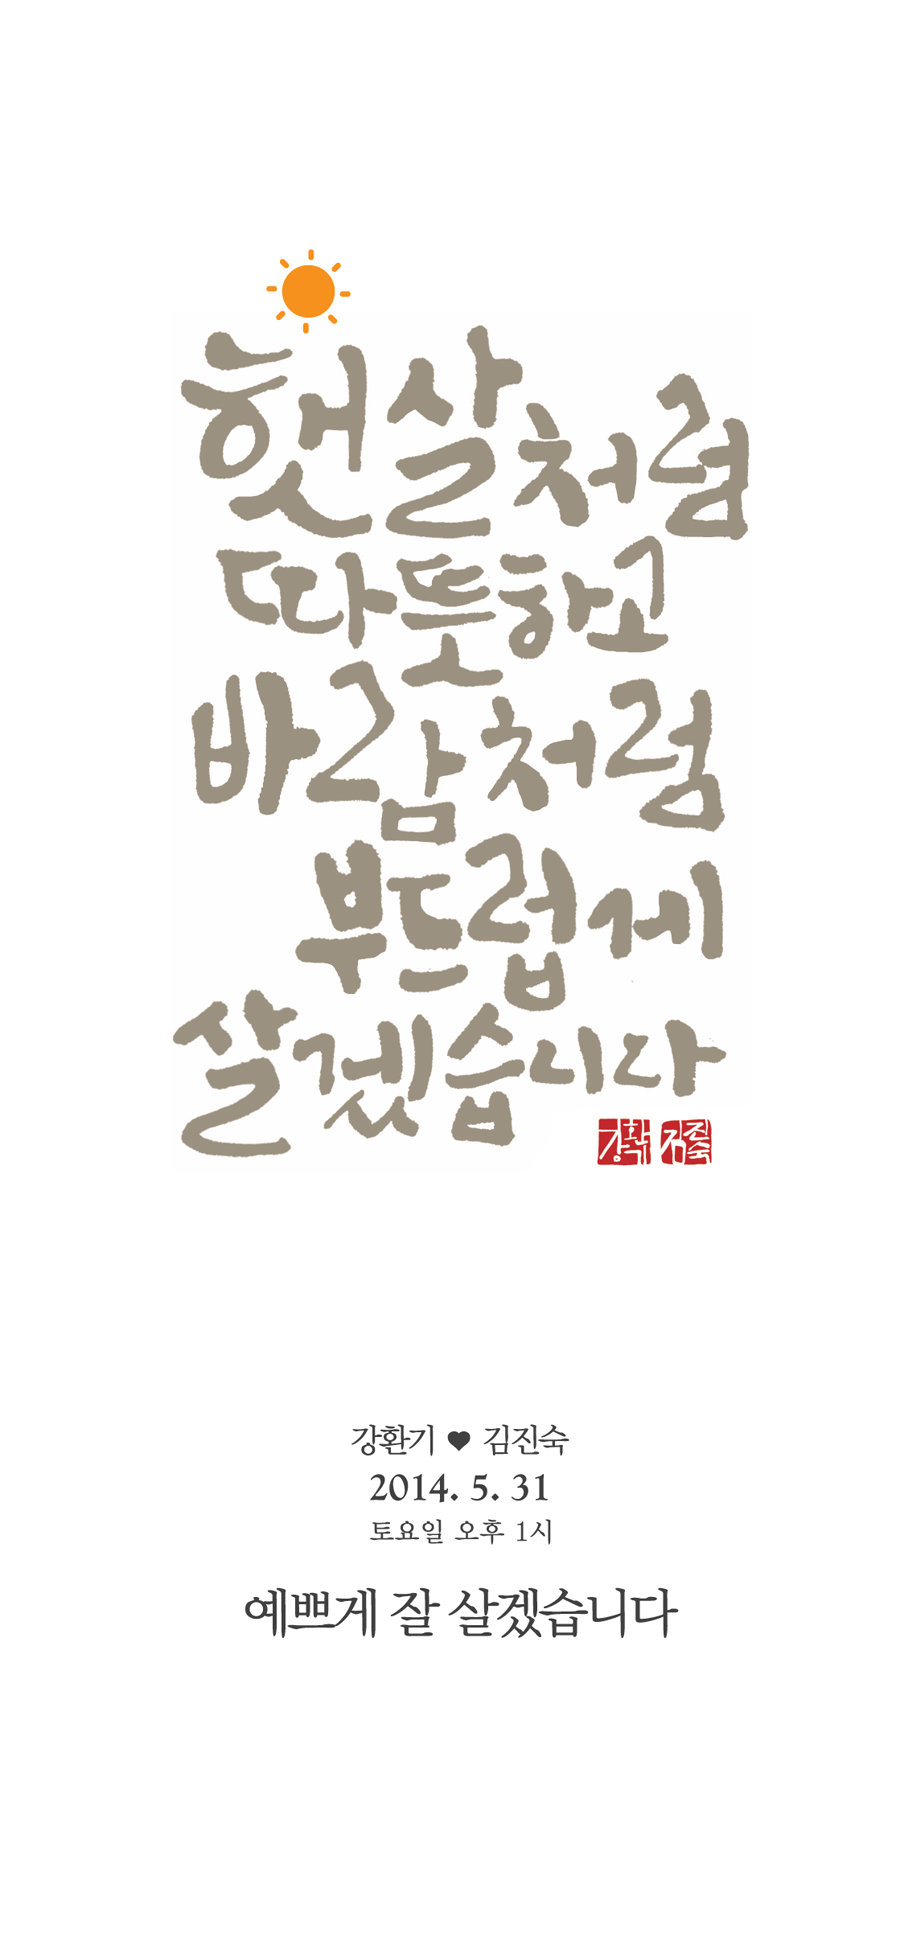 햇살처럼
따뜻하고
바람처럼
부드럽게
살겠습니다
강환기 김진숙
강환기 ♥ 김진숙
2014. 5. 31
토요일 오후 1시
예쁘게 잘 살겠습니다